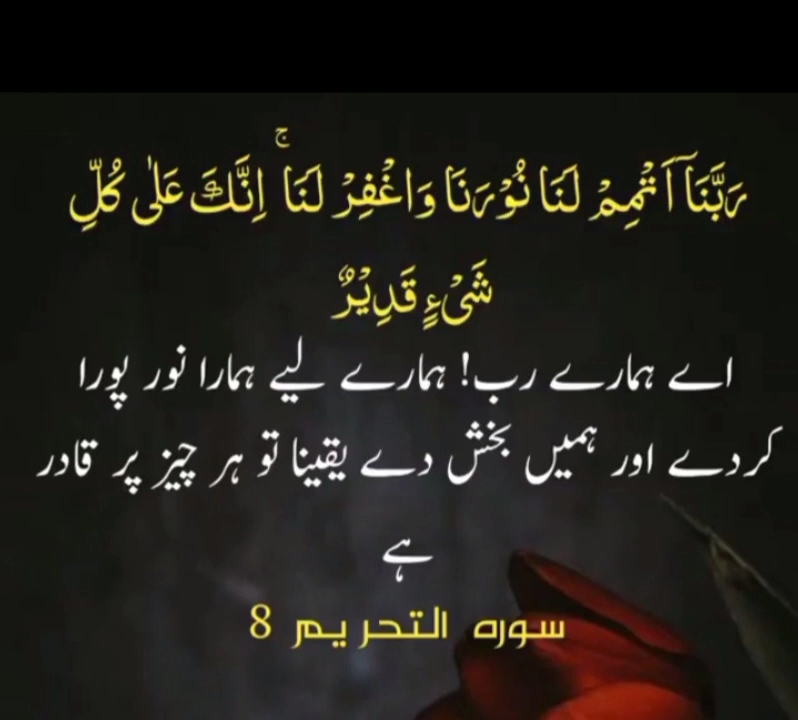 رَبَّنَاۤ اَتْمِمْ لَنَا نُوْرَنَا وَاغْفِرْ لَنَا ۚ اِنَّكَ عَلٰى كُلِّ
شَىْءٍ قَدِيْرٌ
اے ہمارے رب! ہمارے لیے ہمارا نور پورا
کردے اور ہمیں بخش دے یقینا تو ہر چیز پر قادر
ہے
سورہ التحریم 8